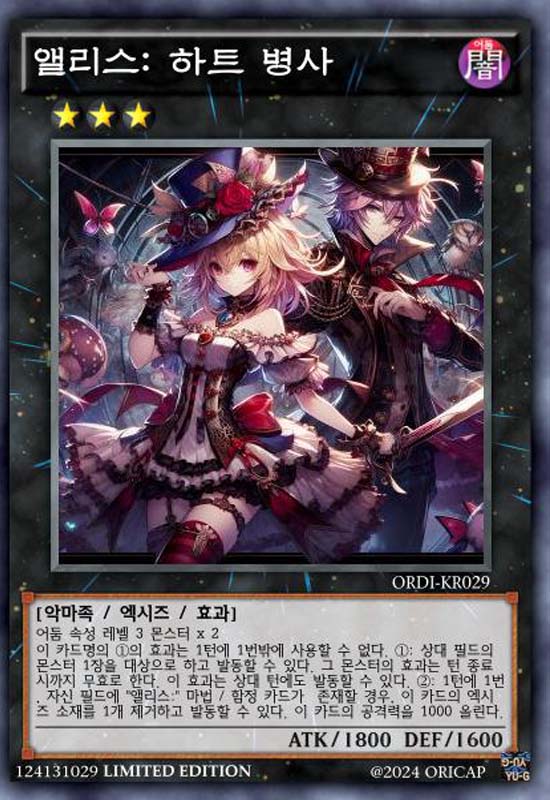 앨리스: 하트 병사
어둠
闇
ORDI-KR029
[악마족 / 엑시즈 / 효과]
어둠 속성 레벨 3 몬스터 x 2
이 카드명의 ①의 효과는 1턴에 1번밖에 사용할 수 없다. ①: 상대 필드의
몬스터 1장을 대상으로 하고 발동할 수 있다. 그 몬스터의 효과는 턴 종료
시까지 무효로 한다. 이 효과는 상대 턴에도 발동할 수 있다. ②: 1턴에 1번
, 자신 필드에 "앨리스:" 마법 / 함정 카드가 존재할 경우, 이 카드의 엑시
즈 소재를 1개 제거하고 발동할 수 있다. 이 카드의 공격력을 1000 올린다.
ATK/1800 DEF/1600
124131029 LIMITED EDITION
@2024 ORICAP
YU-G